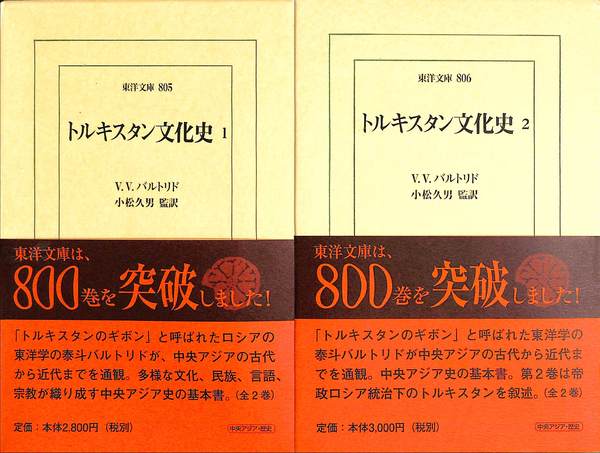 東洋文庫 805
トルキスタン文化史 1
V. V. バルトリド
小松久男 監訳
東洋文庫は、
800巻を突破しました!
「トルキスタンのギボン」と呼ばれたロシアの
東洋学の泰斗バルトリドが、中央アジアの古代
から近代までを通観。多様な文化、民族、言語、
宗教が織り成す中央アジア史の基本書。(全2巻)
定価:本体2,800円(税別)
中央アジア・歴史
東洋文庫 806
トルキスタン文化史 2
V. V. バルトリド
小松久男 監訳
東洋文庫は、
800巻を突破しました!
「トルキスタンのギボン」と呼ばれた東洋学の
泰斗バルトリドが中央アジアの古代から近代ま
でを通観。中央アジア史の基本書。第2巻は帝
政ロシア統治下のトルキスタンを叙述。(全2巻)
定価:本体3,000円(税別)
中央アジア・歴史